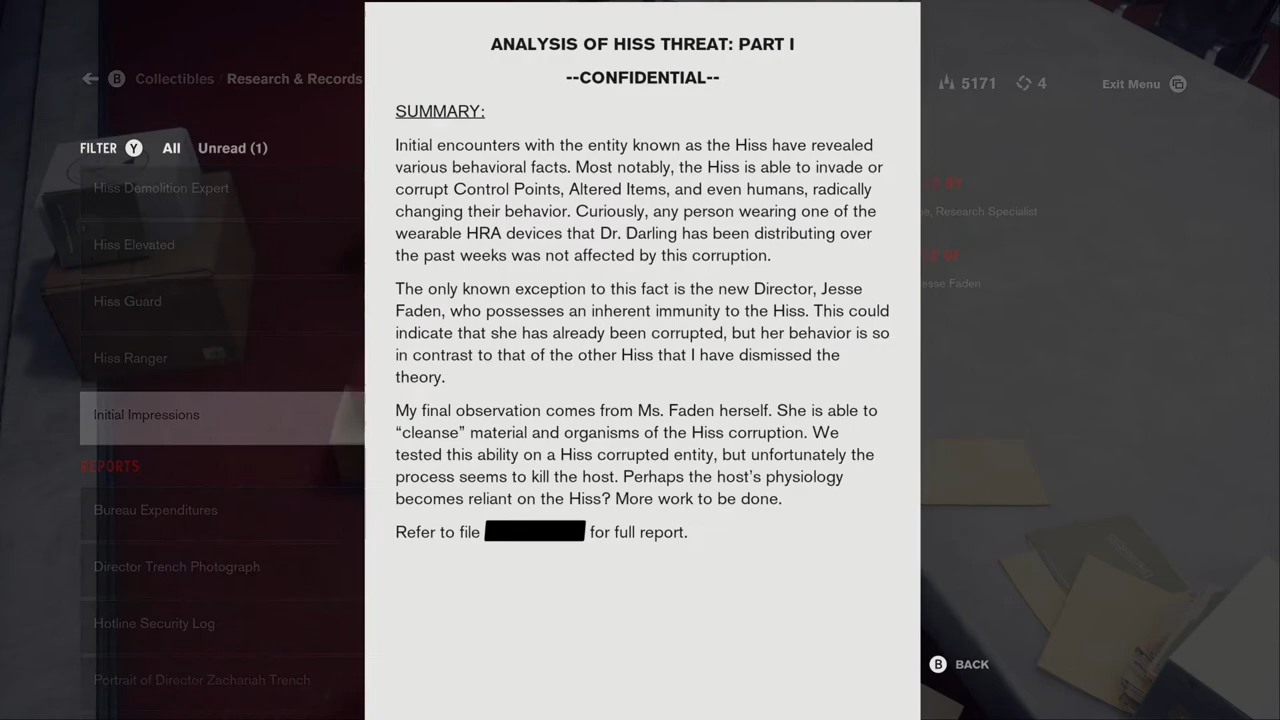 ANALYSIS OF HISS THREAT: PART I
--CONFIDENTIAL--
B Collectibles / Research & Records
5171
4
Exit Menu
SUMMARY:
Initial encounters with the entity known as the Hiss have revealed
various behavioral facts. Most notably, the Hiss is able to invade or
corrupt Control Points, Altered Items, and even humans, radically
changing their behavior. Curiously, any person wearing one of the
wearable HRA devices that Dr. Darling has been distributing over
the past weeks was not affected by this corruption.
The only known exception to this fact is the new Director, Jesse
Faden, who possesses an inherent immunity to the Hiss. This could
indicate that she has already been corrupted, but her behavior is so
in contrast to that of the other Hiss that I have dismissed the
theory.
My final observation comes from Ms. Faden herself. She is able to
“cleanse” material and organisms of the Hiss corruption. We
tested this ability on a Hiss corrupted entity, but unfortunately the
process seems to kill the host. Perhaps the host’s physiology
becomes reliant on the Hiss? More work to be done.
Refer to file for full report.
FILTER Y All Unread (1)
Hiss Demolition Expert
Hiss Elevated
Hiss Guard
Hiss Ranger
Initial Impressions
REPORTS
Bureau Expenditures
Director Trench Photograph
Hotline Security Log
Portrait of Director Zachariah Trench
BY
Research Specialist
Faden
B BACK